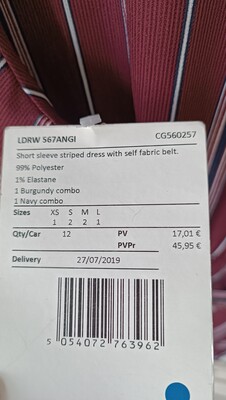 LDRW 567ANGI CG560257
Short sleeve striped dress with self fabric belt.
99% Polyester
1% Elastane
1 Burgundy combo
1 Navy combo
Sizes XS S M L
1 2 2 1
Qty/Car 12 PV 17,01 €
PVPr 45,95 €
Delivery 27/07/2019
5 054072 763962